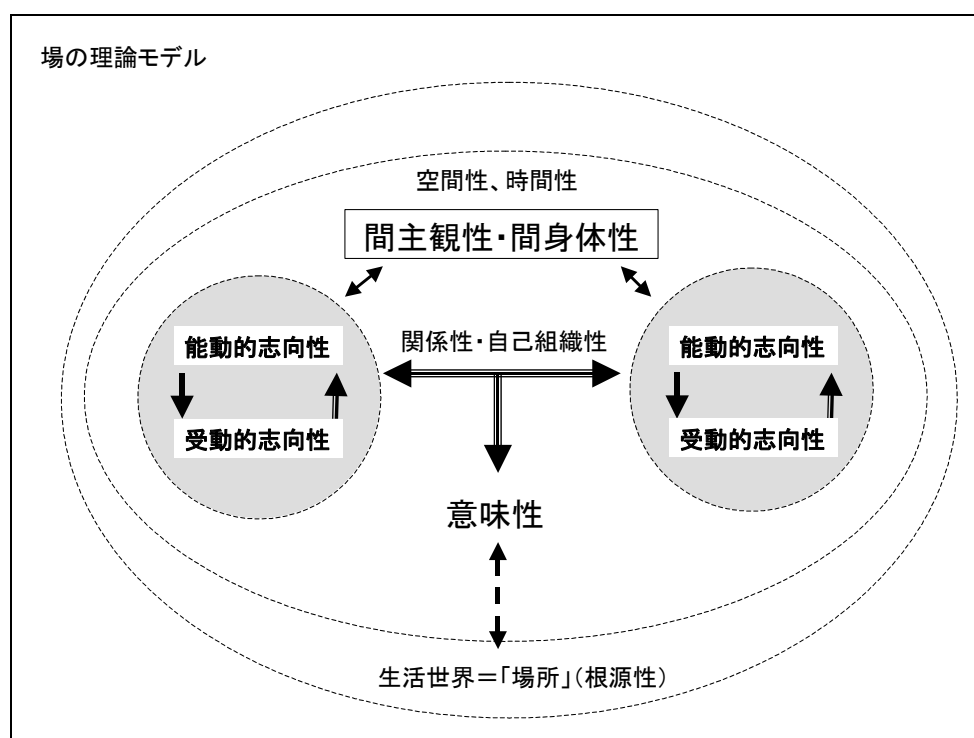 場の理論モデル
空間性、時間性
間主観性・間身体性
関係性・自己組織性
能動的志向性
受動的志向性
能動的志向性
受動的志向性
意味性
生活世界＝「場所」（根源性）